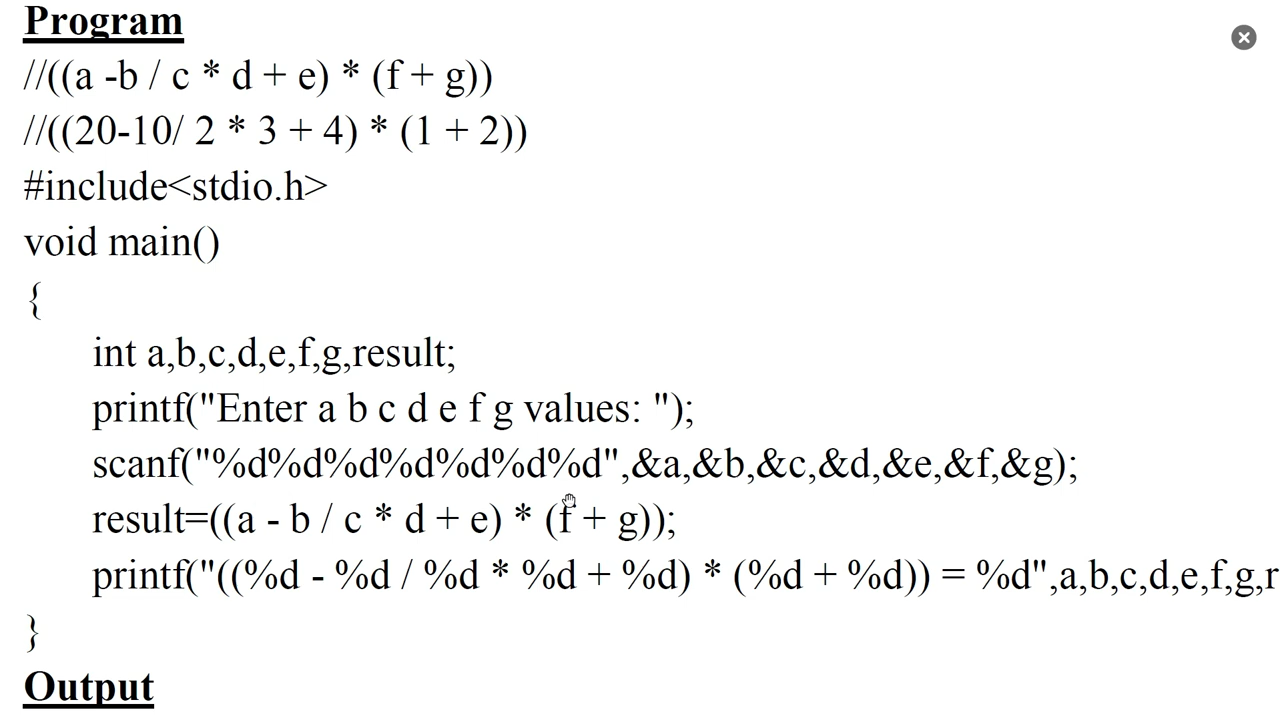 Program
//((a -b / c * d + e) * (f + g))
//((20-10/ 2 * 3 + 4) * (1 + 2))
#include<stdio.h>
void main()
{
int a,b,c,d,e,f,g,result;
printf("Enter a b c d e f g values: ");
scanf("%d%d%d%d%d%d%d",&a,&b,&c,&d,&e,&f,&g);
result=((a - b / c * d + e) * (f + g));
printf("((%d - %d / %d * %d + %d) * (%d + %d)) = %d",a,b,c,d,e,f,g,r
}
Output